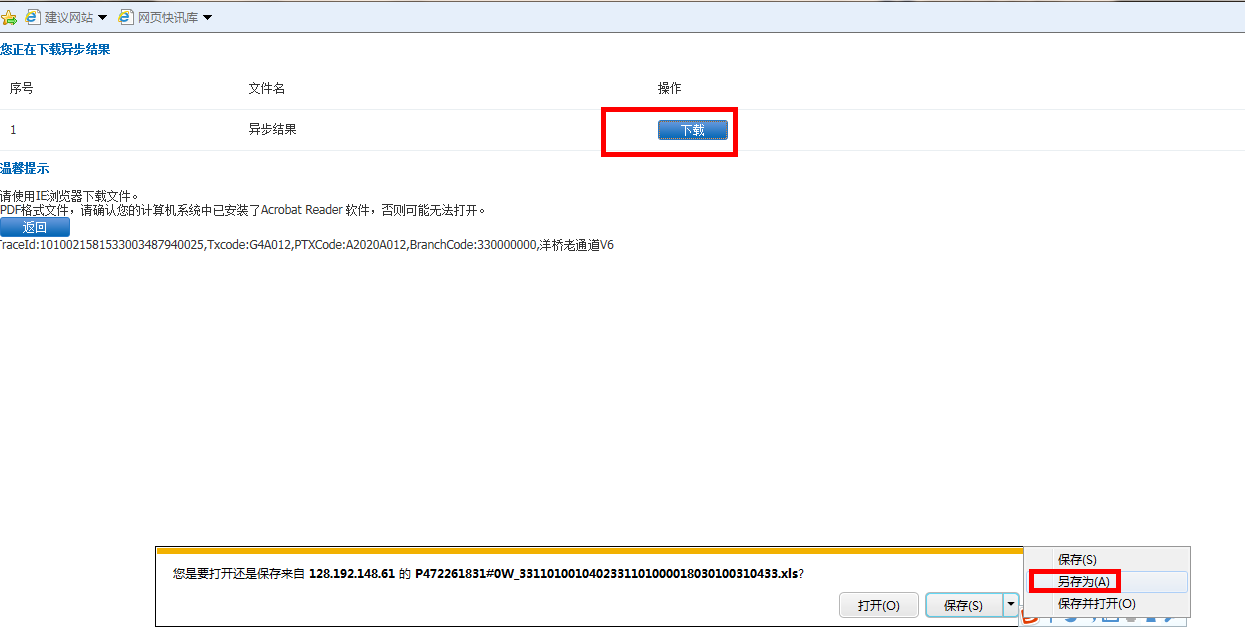 建议网站 网页快讯库
您正在下载异步结果
序号 文件名 操作
1 异步结果 下载
温馨提示
请使用IE浏览器下载文件。
PDF格式文件，请确认您的计算机系统中已安装了Acrobat Reader 软件，否则可能无法打开。
返回
TraceId:1010021581533003487940025,Txcode:G4A012,PTXCode:A2020A012,BranchCode:330000000,洋桥老通道V6
您是要打开还是保存来自 128.192.148.61 的 P472261831#0W_3311010010402331101000018030100310433.xls?
打开(O) 保存(S)
保存(S)
另存为(A)
保存并打开(O)